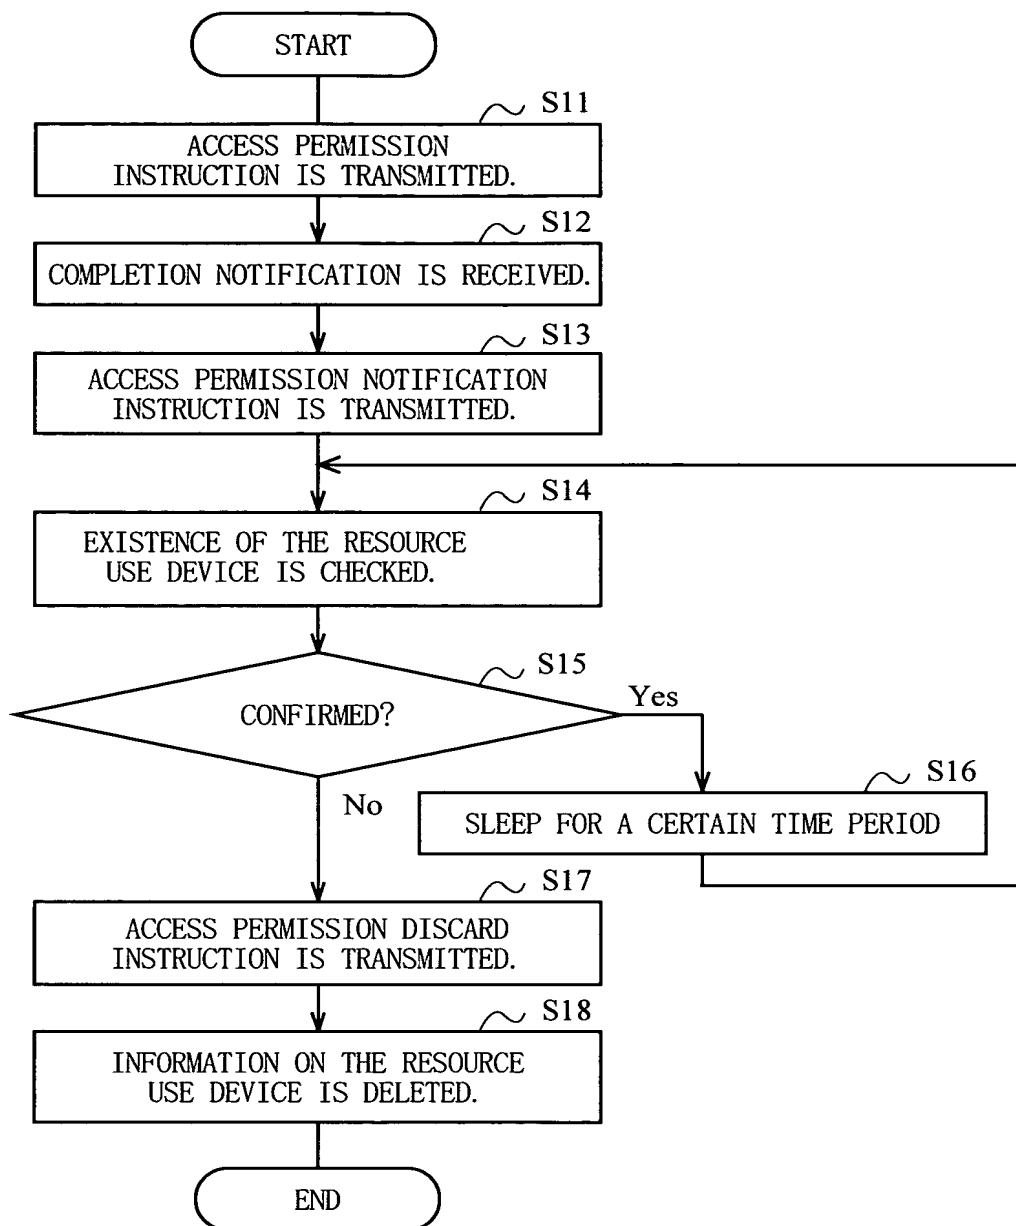 START
S11
ACCESS PERMISSION
INSTRUCTION IS TRANSMITTED.
S12
COMPLETION NOTIFICATION IS RECEIVED.
S13
ACCESS PERMISSION NOTIFICATION
INSTRUCTION IS TRANSMITTED.
S14
EXISTENCE OF THE RESOURCE
USE DEVICE IS CHECKED.
S15
CONFIRMED?
Yes
No
S16
SLEEP FOR A CERTAIN TIME PERIOD
S17
ACCESS PERMISSION DISCARD
INSTRUCTION IS TRANSMITTED.
S18
INFORMATION ON THE RESOURCE
USE DEVICE IS DELETED.
END